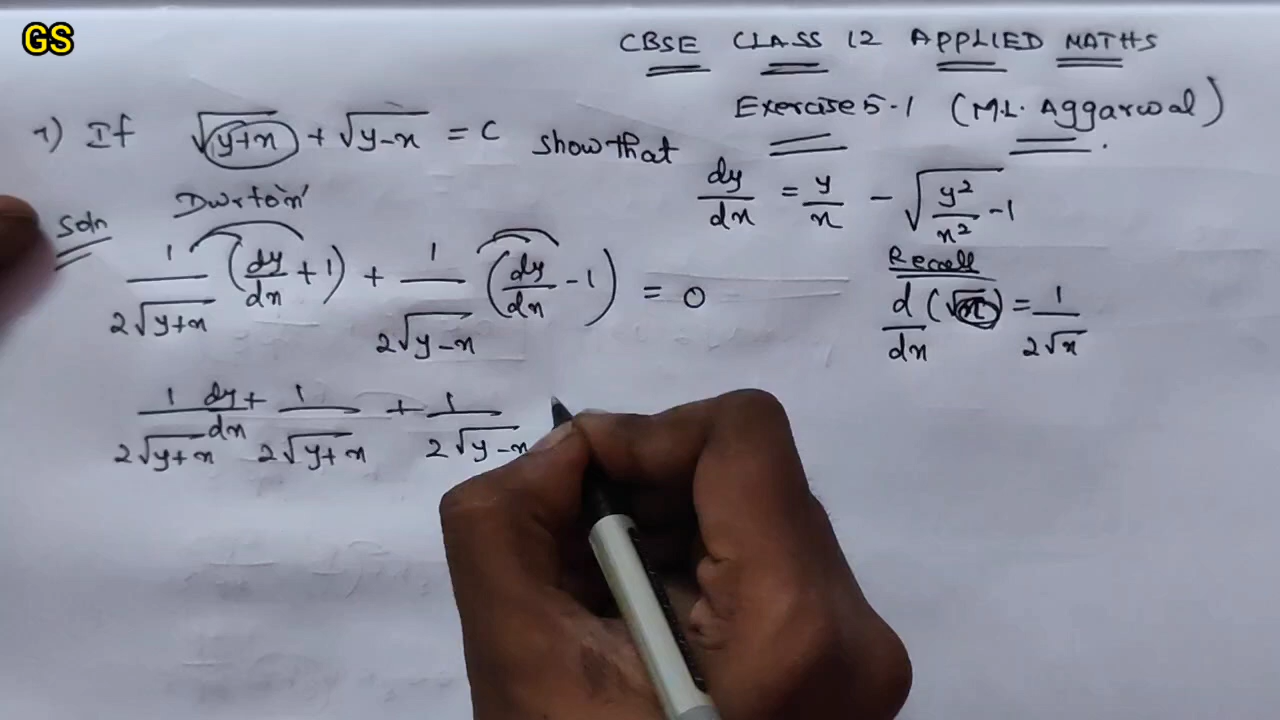 GS
CBSE CLASS 12 APPLIED MATHS
Exercise 5.1 (M.L. Aggarwal).
7) If √(y+x) + √(y-x) = c show that
dy/dx = y/x - √(y²/x² - 1)
Soln
D w r to 'x'
1/(2√(y+x)) (dy/dx + 1) + 1/(2√(y-x)) (dy/dx - 1) = 0
Recall
d/dx (√x) = 1/(2√x)
1/(2√(y+x)) dy/dx + 1/(2√(y+x)) + 1/(2√(y-x))